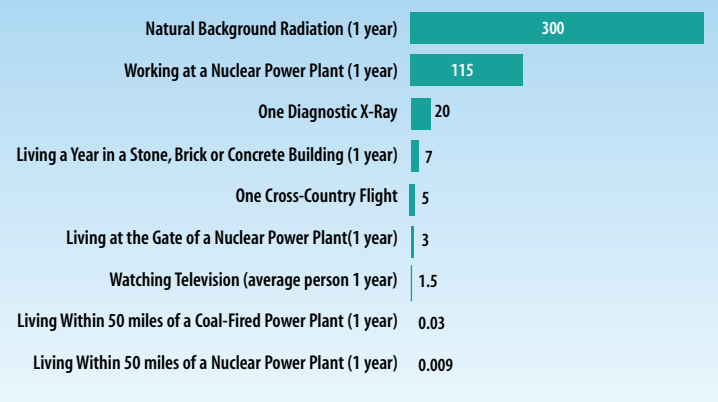 Natural Background Radiation (1 year) 300
Working at a Nuclear Power Plant (1 year) 115
One Diagnostic X-Ray 20
Living a Year in a Stone, Brick or Concrete Building (1 year) 7
One Cross-Country Flight 5
Living at the Gate of a Nuclear Power Plant(1 year) 3
Watching Television (average person 1 year) 1.5
Living Within 50 miles of a Coal-Fired Power Plant (1 year) 0.03
Living Within 50 miles of a Nuclear Power Plant (1 year) 0.009